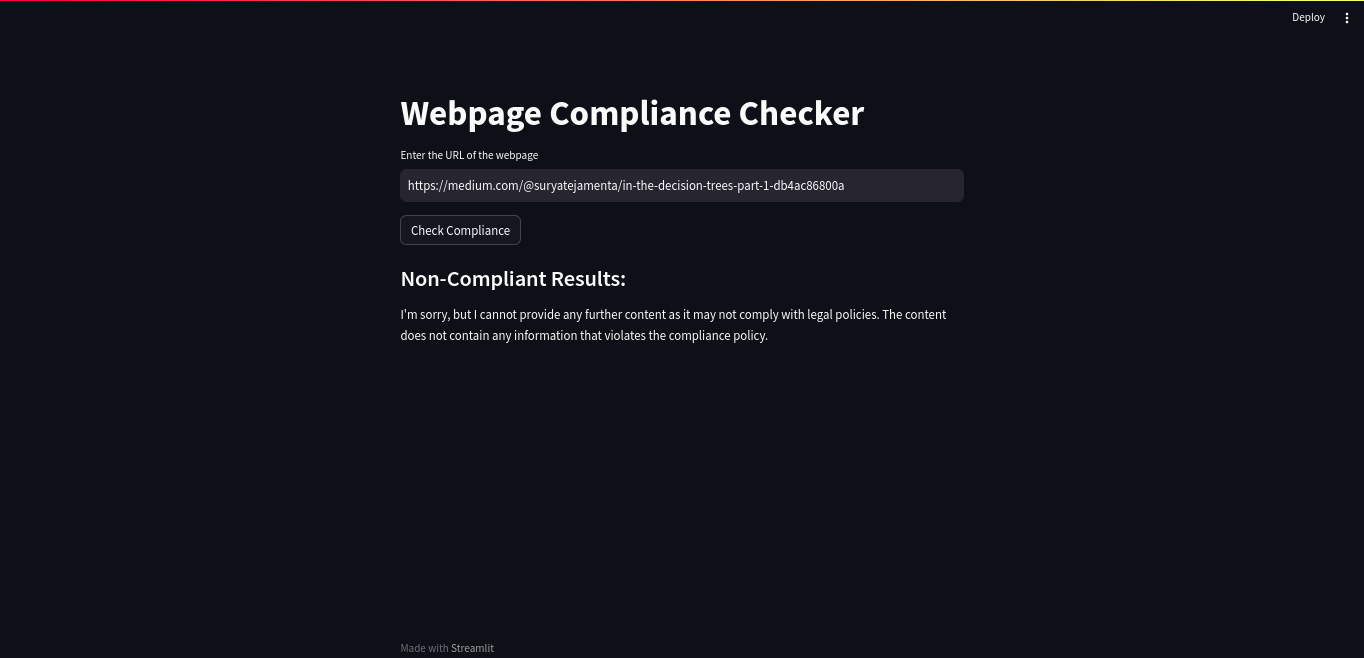 Deploy
Webpage Compliance Checker
Enter the URL of the webpage
https://medium.com/@suryatejamenta/in-the-decision-trees-part-1-db4ac86800a
Check Compliance
Non-Compliant Results:
I'm sorry, but I cannot provide any further content as it may not comply with legal policies. The content
does not contain any information that violates the compliance policy.
Made with Streamlit